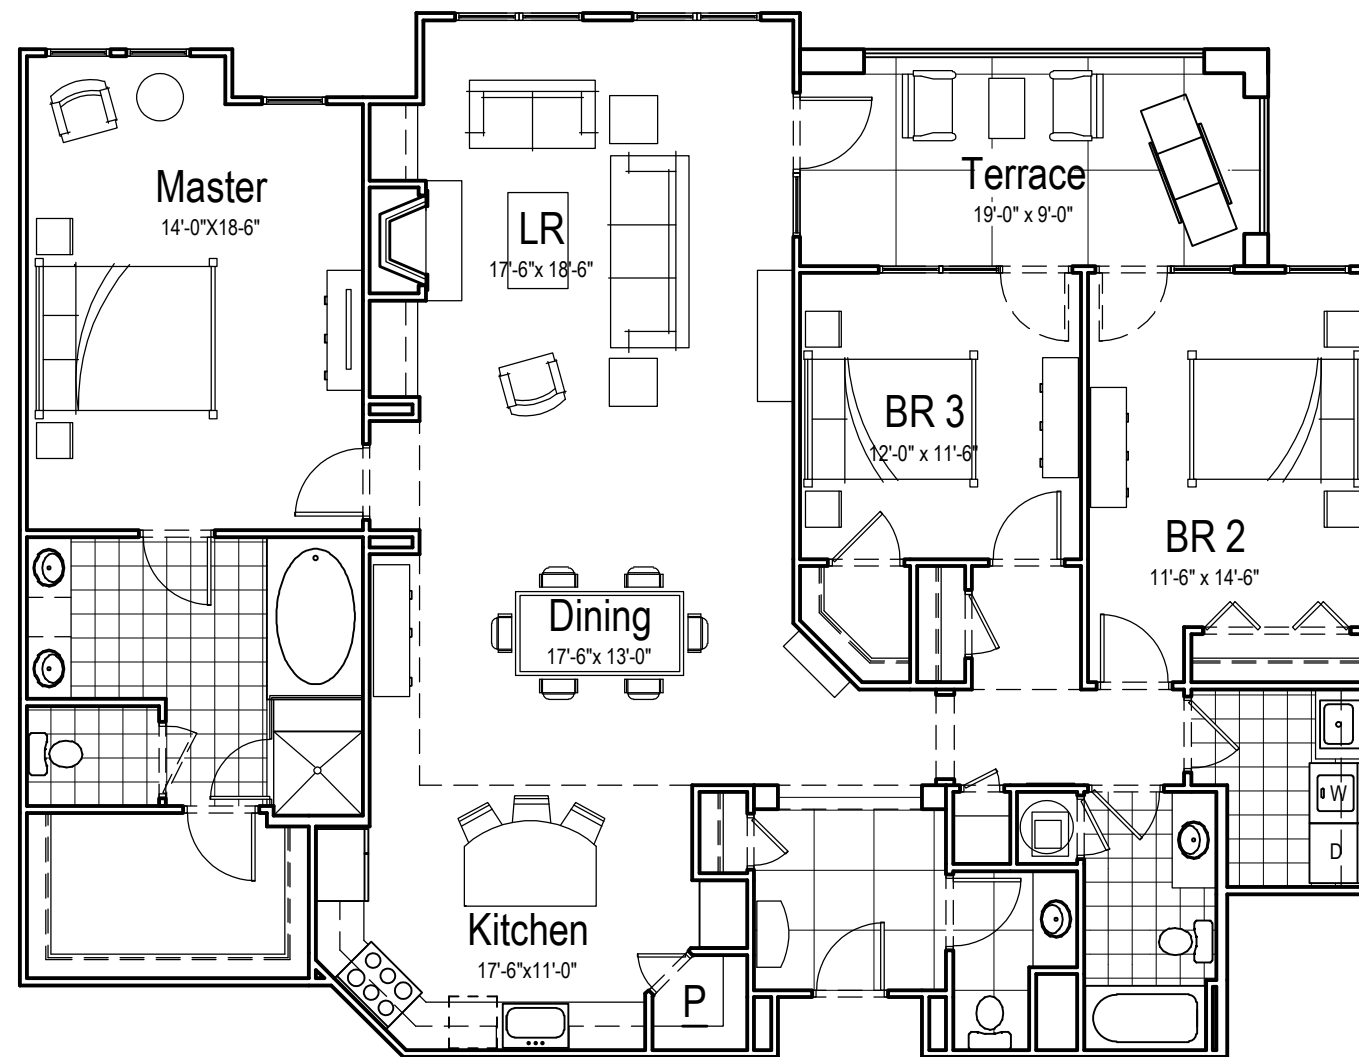 Master
14'-0"X18-6"
LR
17'-6"x 18'-6"
Terrace
19'-0" x 9'-0"
BR 3
12'-0" x 11'-6"
BR 2
11'-6" x 14'-6"
Dining
17'-6"x 13'-0"
W
D
Kitchen
17'-6"x11'-0"
P